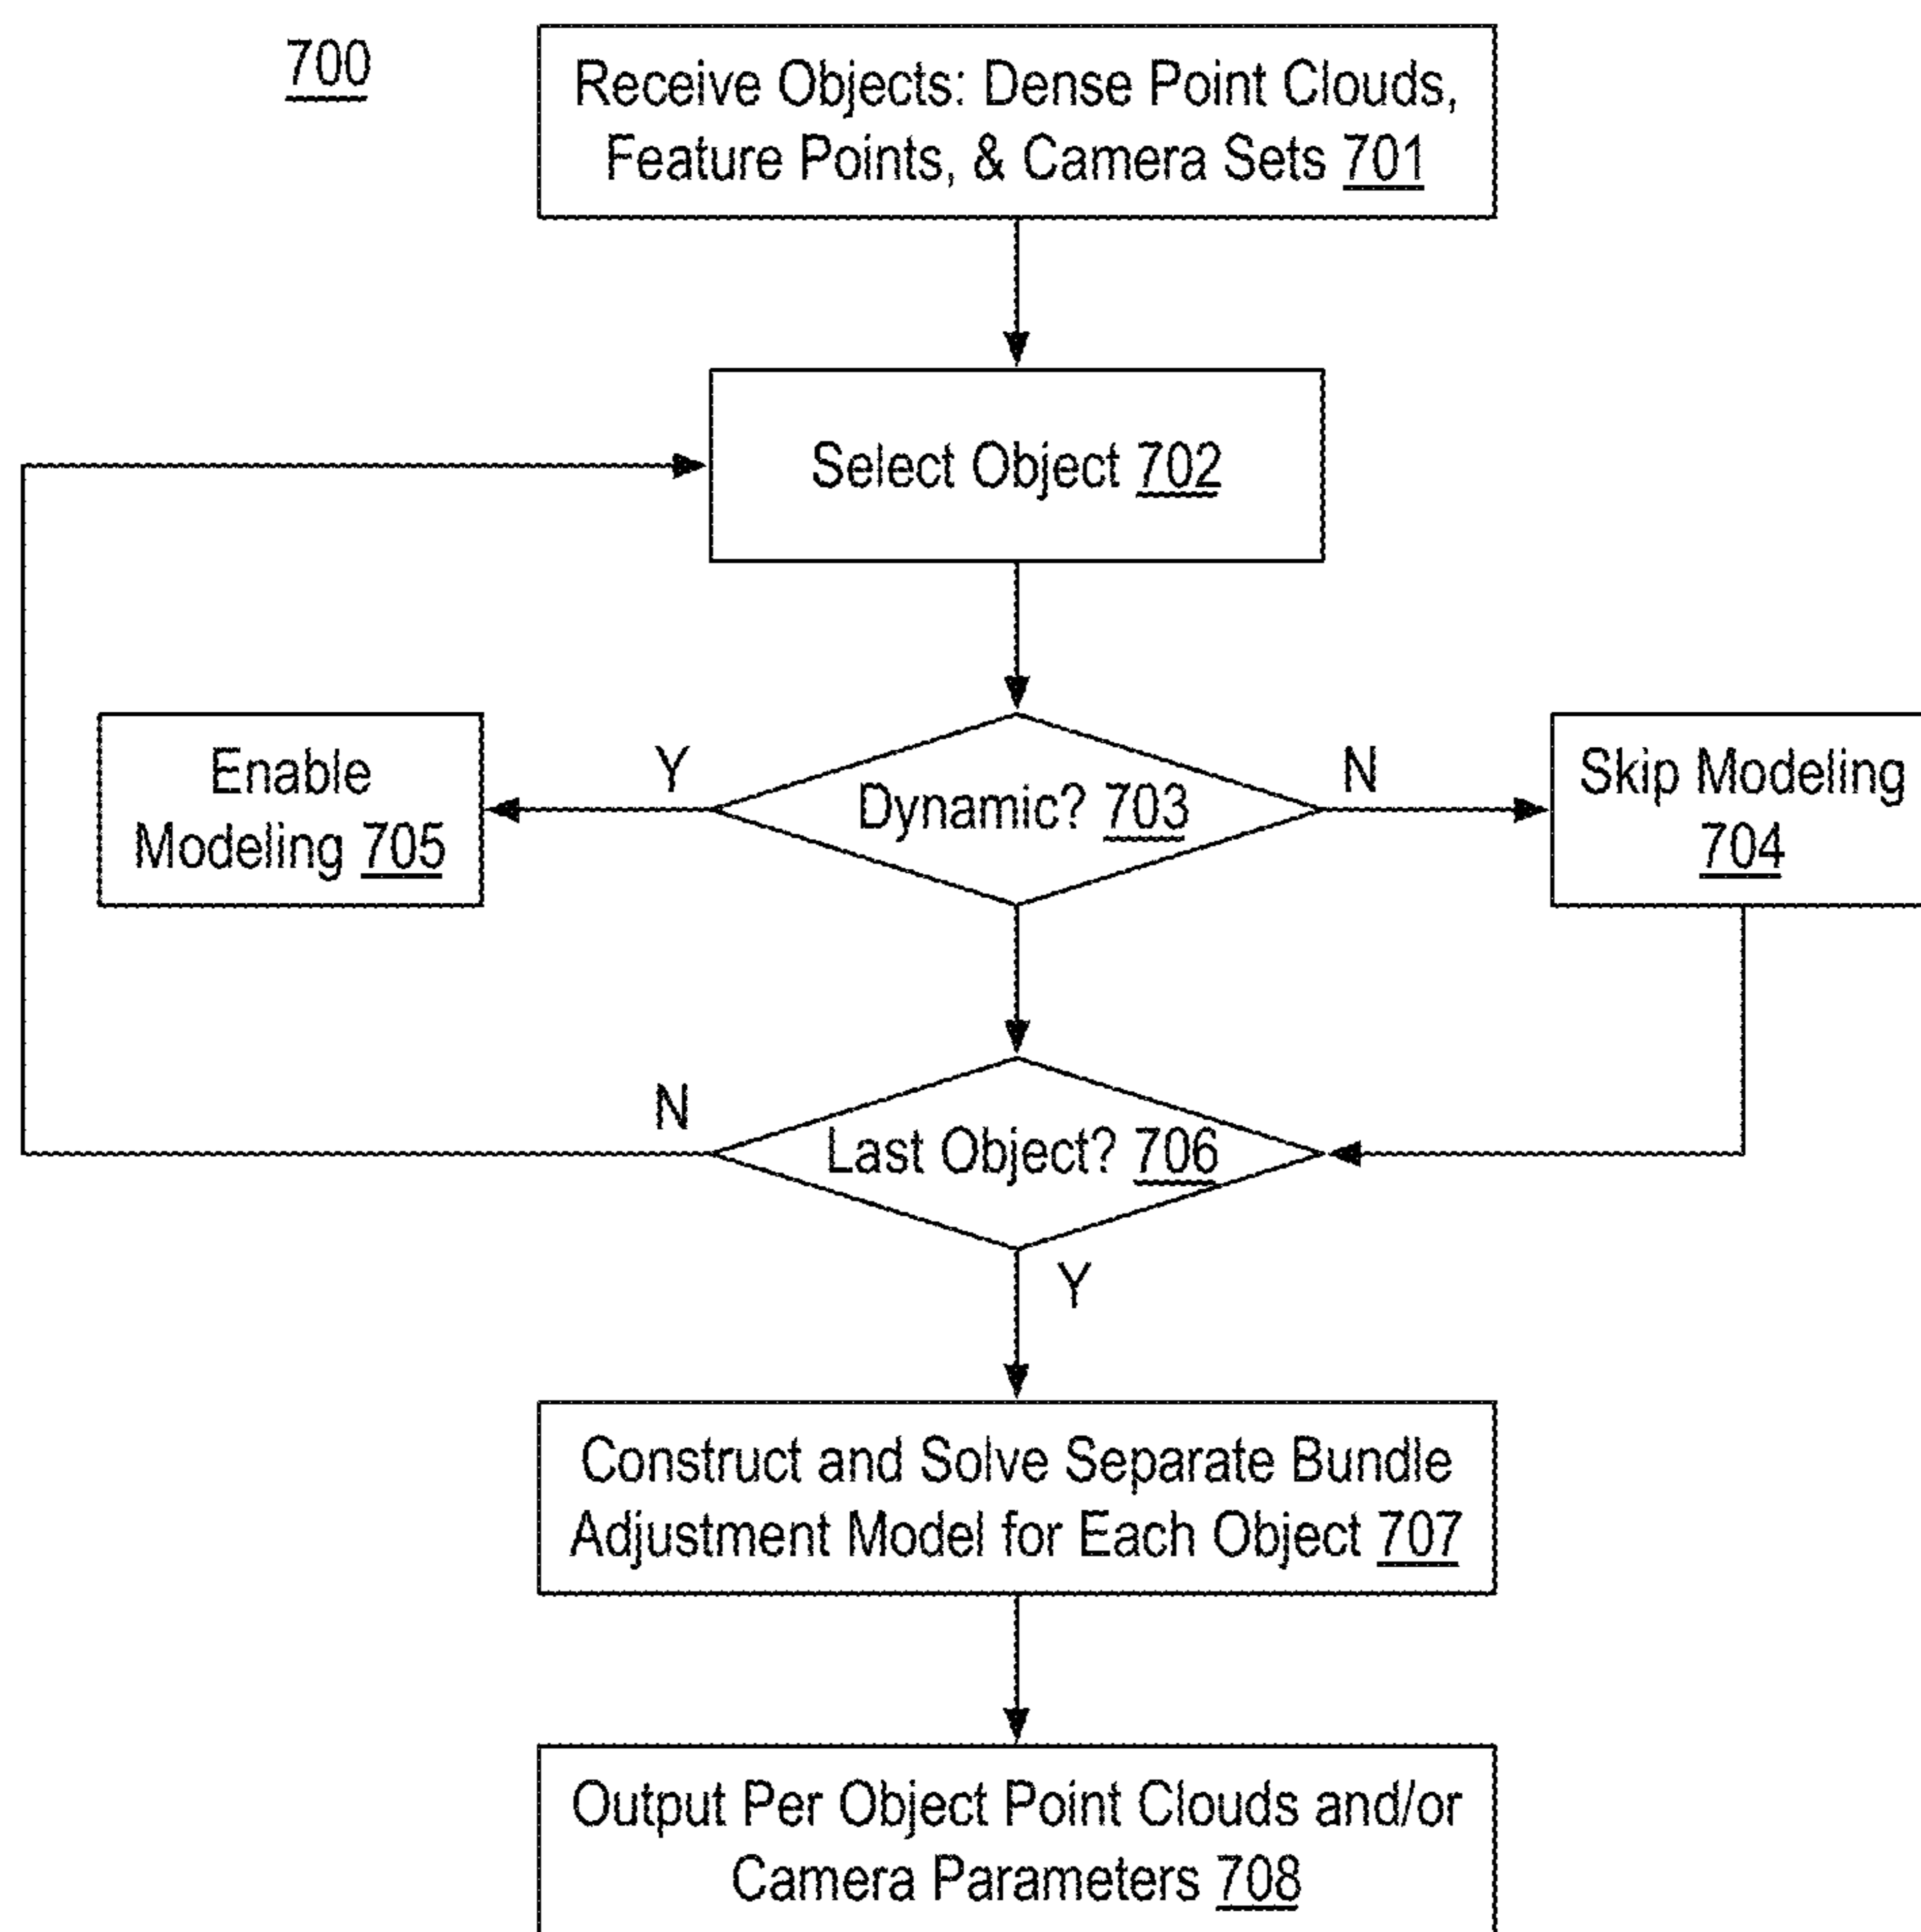 700
Receive Objects: Dense Point Clouds,
Feature Points, & Camera Sets 701
Select Object 702
Enable
Modeling 705
Y
Dynamic? 703
N
Skip Modeling
704
N
Last Object? 706
Y
Construct and Solve Separate Bundle
Adjustment Model for Each Object 707
Output Per Object Point Clouds and/or
Camera Parameters 708